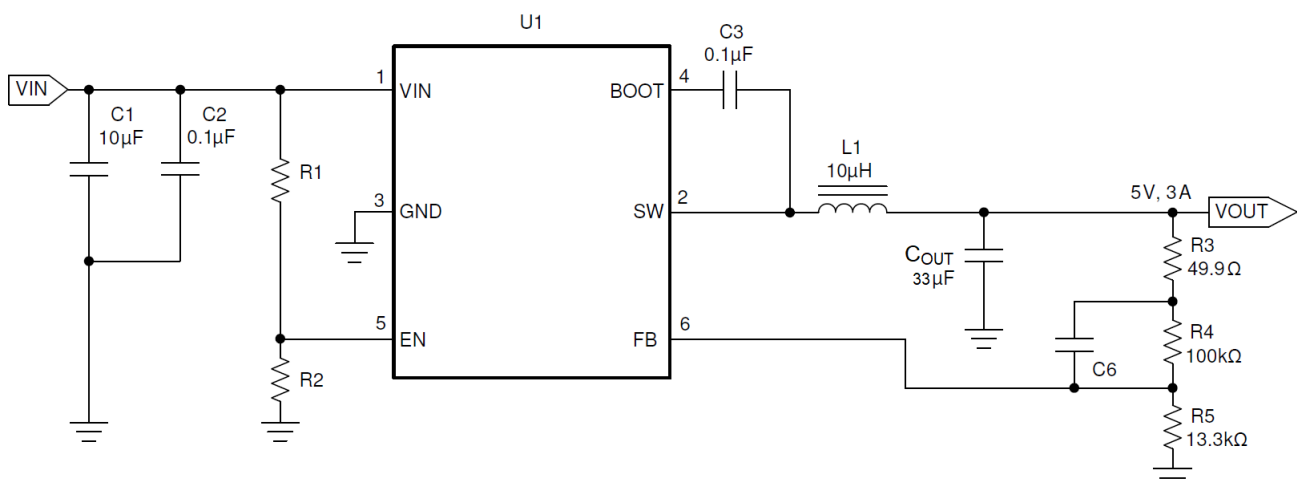 U1
C3
0.1µF
VIN
1
VIN
BOOT
4
C1
10µF
C2
0.1µF
R1
L1
10µH
3
GND
SW
2
5V, 3A
VOUT
COUT
33µF
R3
49.9Ω
5
EN
FB
6
R4
100kΩ
R2
C6
R5
13.3kΩ